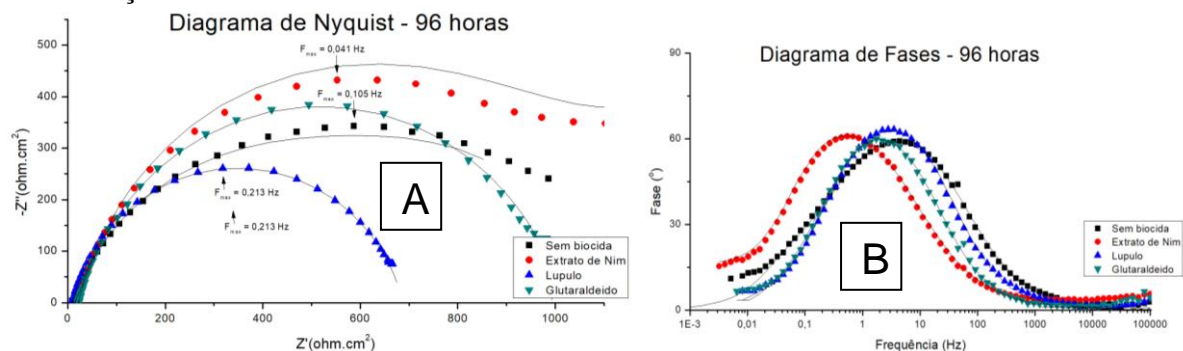 Diagrama de Nyquist - 96 horas
500
400
300
200
100
0
-Z''(ohm.cm²)
F max = 0,041 Hz
F max = 0,105 Hz
F max = 0,213 Hz
F max = 0,213 Hz
A
Sem biocida
Extrato de Nim
Lupulo
Glutaraldeido
0
200
400
600
800
1000
Z'(ohm.cm²)
Diagrama de Fases - 96 horas
90
60
30
0
Fase (°)
B
Sem biocida
Extrato de Nim
Lupulo
Glutaraldeido
1E-3
0,01
0,1
1
10
100
1000
10000
100000
Frequência (Hz)